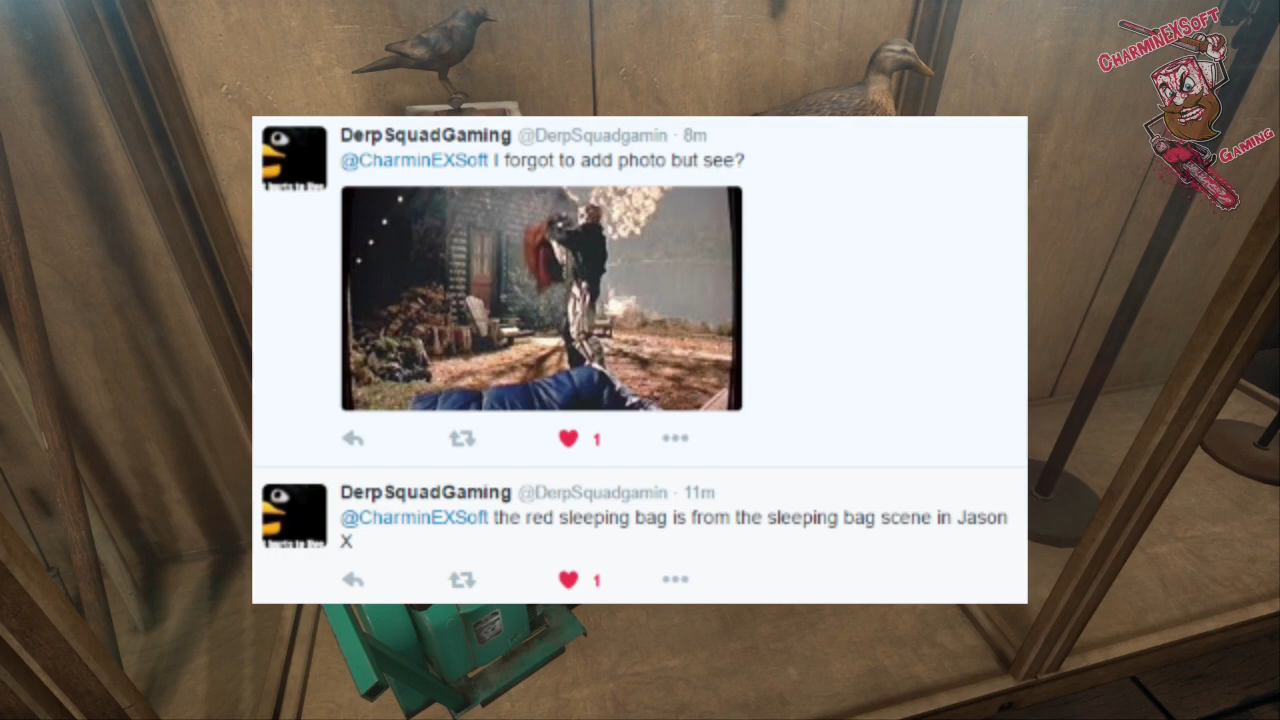 CHARMINEXSOFT
GAMING
DerpSquadGaming @DerpSquadgamin · 8m
@CharminEXSoft I forgot to add photo but see?
1
DerpSquadGaming @DerpSquadgamin · 11m
@CharminEXSoft the red sleeping bag is from the sleeping bag scene in Jason
X
1